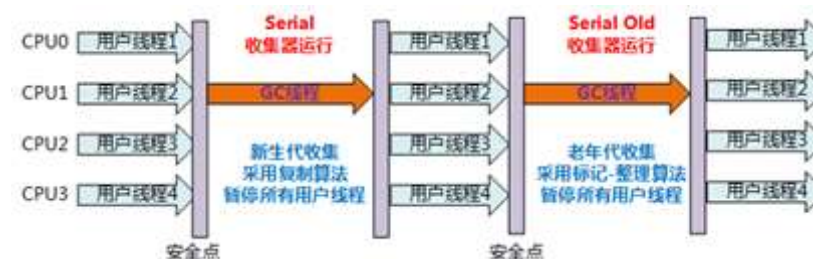 Serial
收集器运行
Serial Old
收集器运行
CPU0 用户线程1 用户线程1 用户线程1
CPU1 用户线程2 GC线程 用户线程2 GC线程 用户线程2
CPU2 用户线程3 用户线程3 用户线程3
CPU3 用户线程4 用户线程4 用户线程4
新生代收集
采用复制算法
暂停所有用户线程
老年代收集
采用标记-整理算法
暂停所有用户线程
安全点 安全点